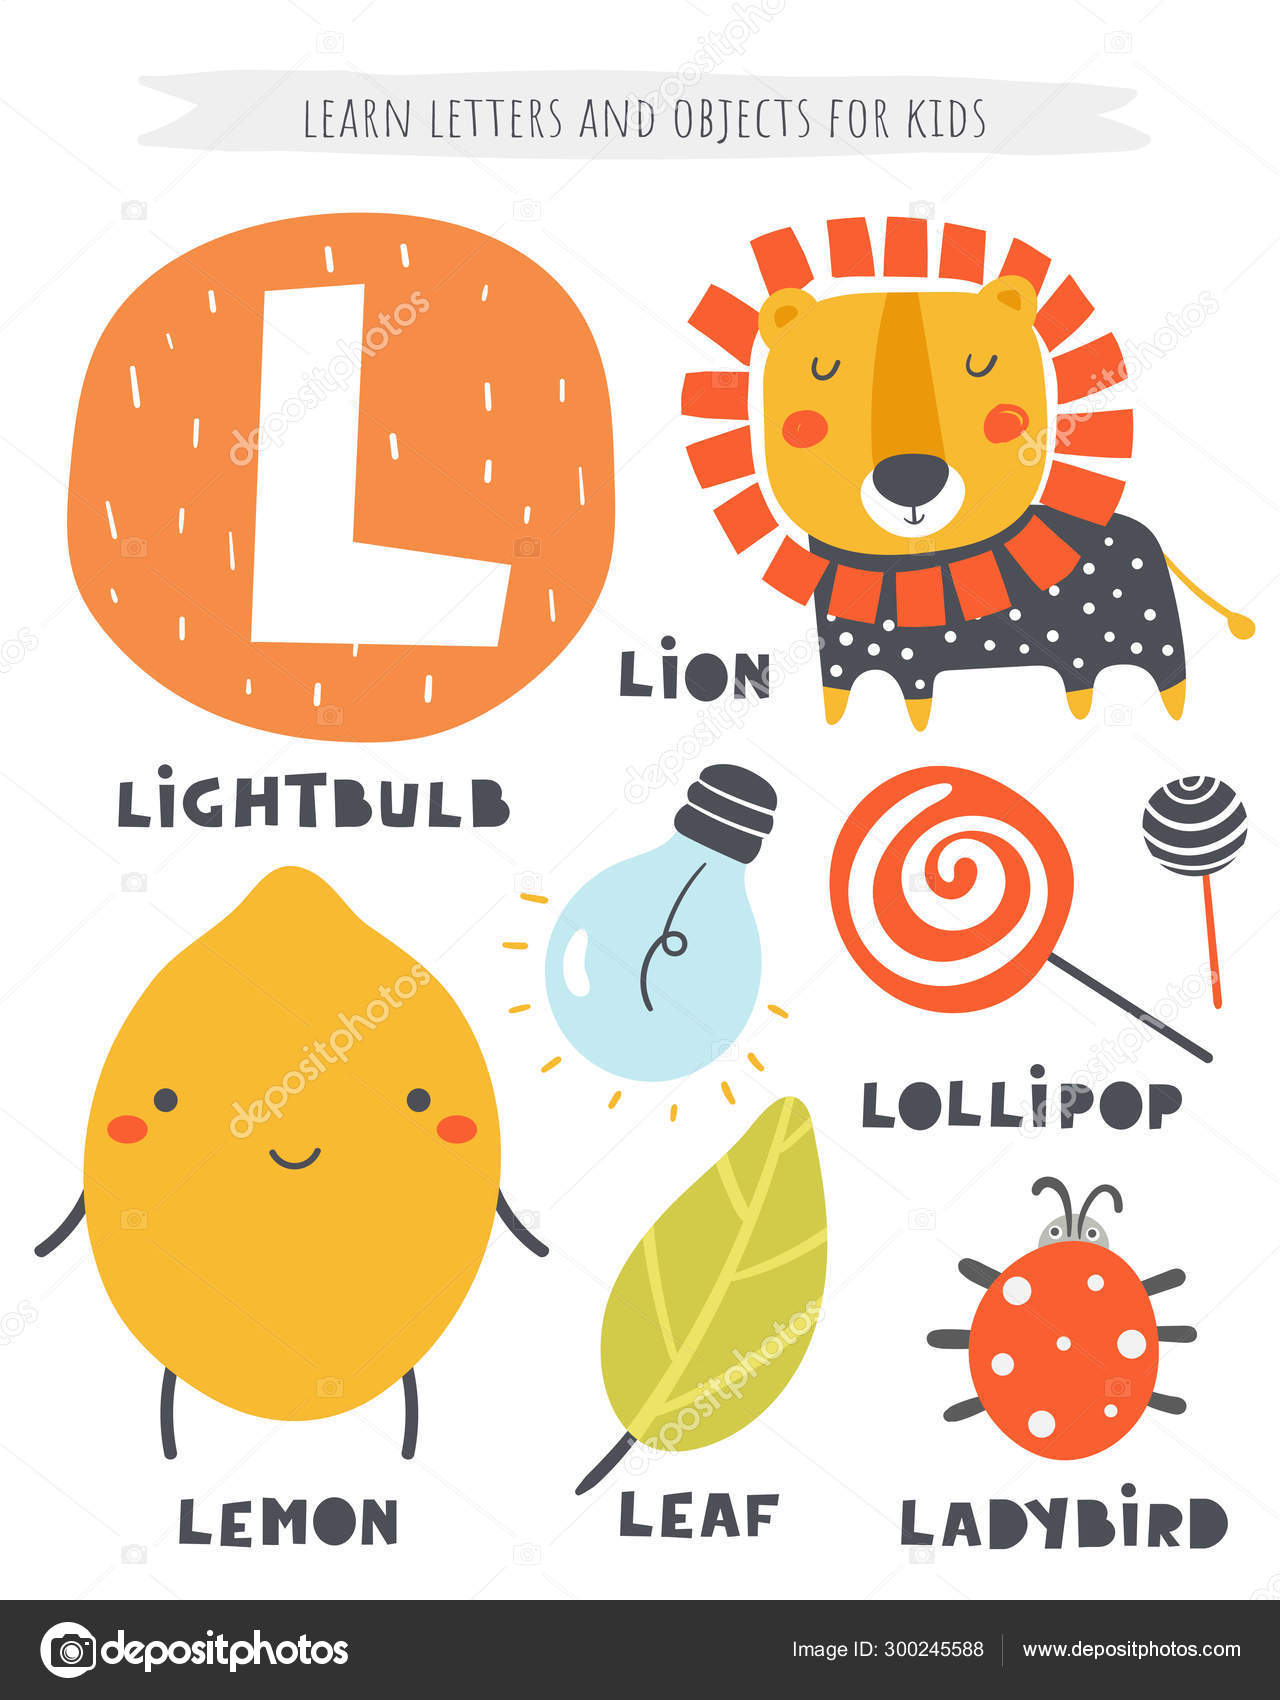 LEARN LETTERS AND OBJECTS FOR KIDS
L
LiON
LiGHTBULB
LOLLiPOP
LEMON
LEAF
LADYBiRD
depositphotos
Image ID: 300245588
www.depositphotos.com